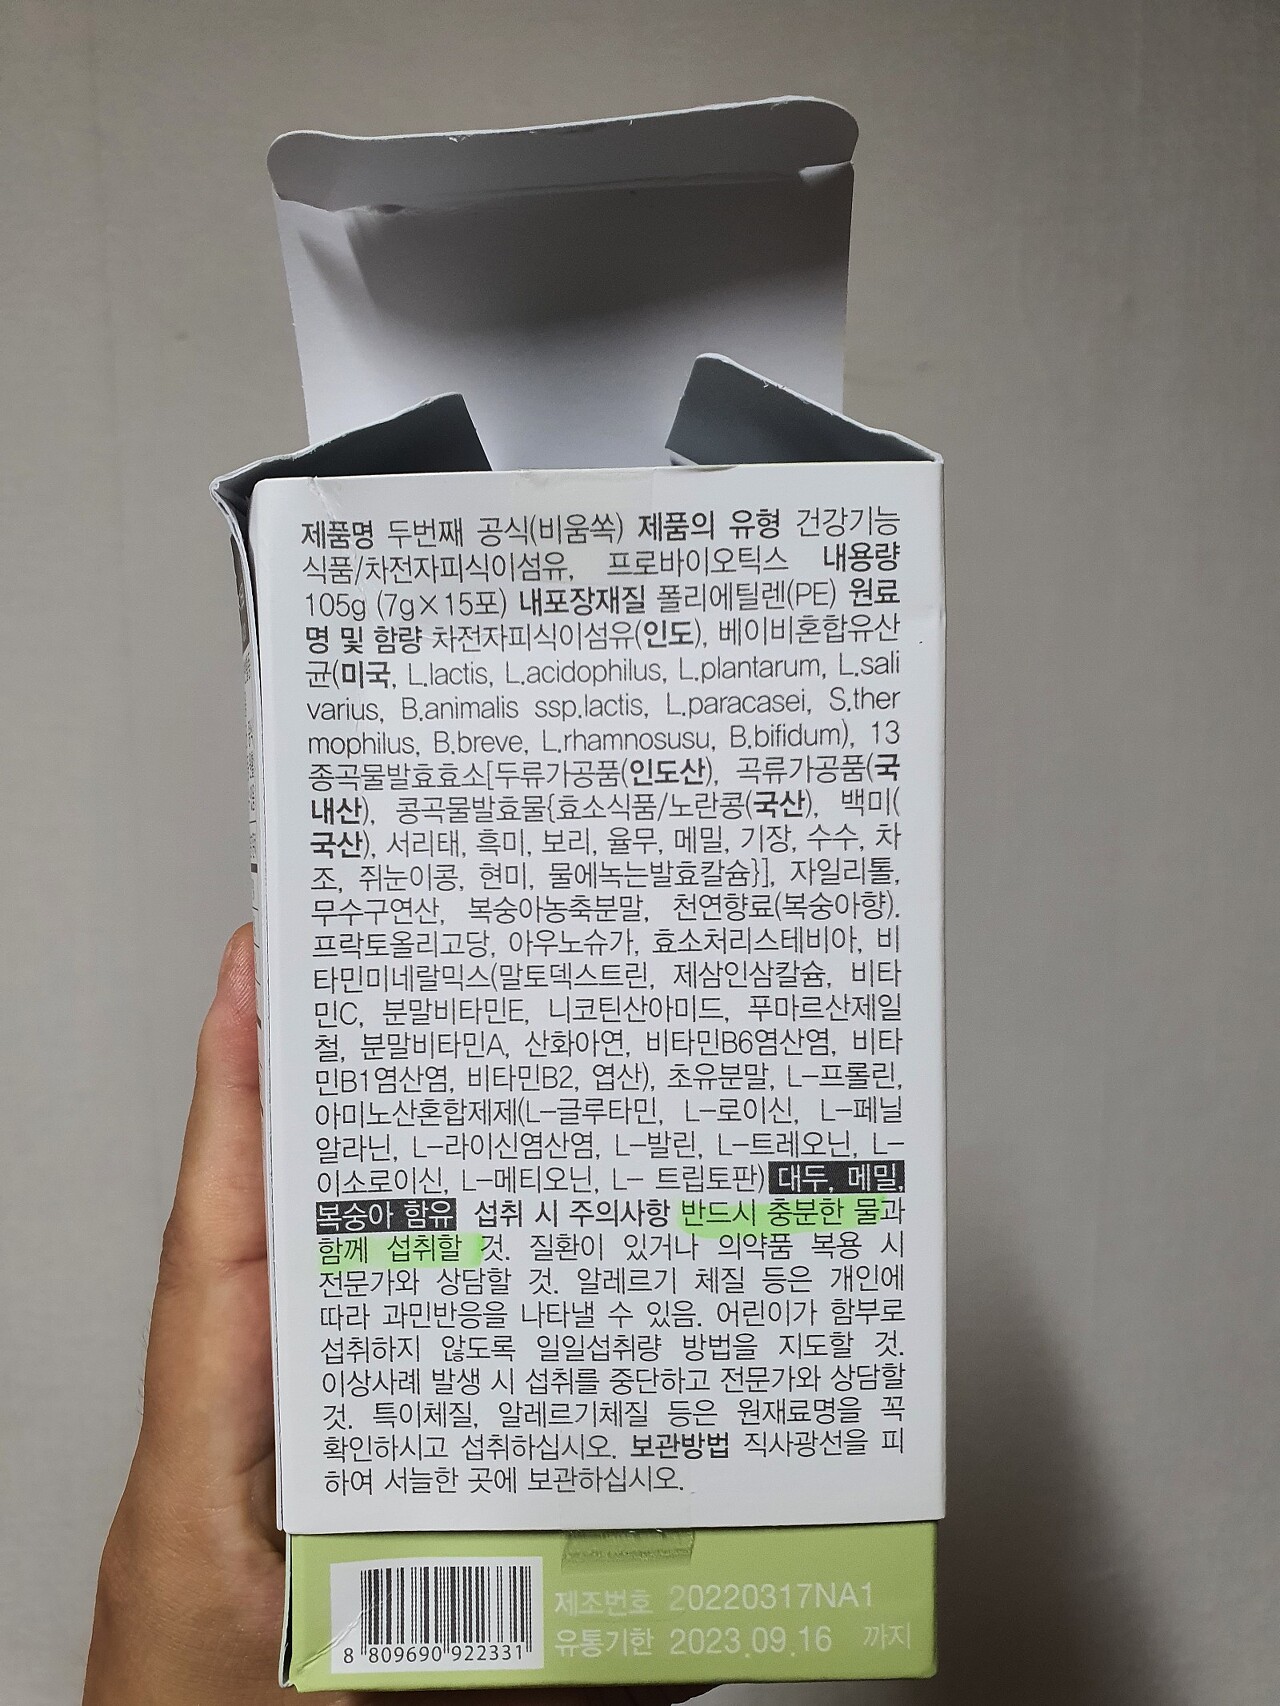 제품명 두번째 공식(비움쏙) 제품의 유형 건강기능
식품/차전자피식이섬유, 프로바이오틱스 내용량
105g (7g×15포) 내포장재질 폴리에틸렌(PE) 원료
명 및 함량 차전자피식이섬유(인도), 베이비혼합유산
균(미국, L.lactis, L.acidophilus, L.plantarum, L.sali
varius, B.animalis ssp.lactis, L.paracasei, S.ther
mophilus, B.breve, L.rhamnosusu, B.bifidum), 13
종곡물발효효소[두류가공품(인도산), 곡류가공품(국
내산), 콩곡물발효물{효소식품/노란콩(국산), 백미(
국산), 서리태, 흑미, 보리, 율무, 메밀, 기장, 수수, 차
조, 쥐눈이콩, 현미, 물에녹는발효칼슘}], 자일리톨,
무수구연산, 복숭아농축분말, 천연향료(복숭아향).
프락토올리고당, 아우노슈가, 효소처리스테비아, 비
타민미네랄믹스(말토덱스트린, 제삼인삼칼슘, 비타
민C, 분말비타민E, 니코틴산아미드, 푸마르산제일
철, 분말비타민A, 산화아연, 비타민B6염산염, 비타
민B1염산염, 비타민B2, 엽산), 초유분말, L-프롤린,
아미노산혼합제제(L-글루타민, L-로이신, L-페닐
알라닌, L-라이신염산염, L-발린, L-트레오닌, L-
이소로이신, L-메티오닌, L- 트립토판) 대두, 메밀,
복숭아 함유 섭취 시 주의사항 반드시 충분한 물과
함께 섭취할 것. 질환이 있거나 의약품 복용 시
전문가와 상담할 것. 알레르기 체질 등은 개인에
따라 과민반응을 나타낼 수 있음. 어린이가 함부로
섭취하지 않도록 일일섭취량 방법을 지도할 것.
이상사례 발생 시 섭취를 중단하고 전문가와 상담할
것. 특이체질, 알레르기체질 등은 원재료명을 꼭
확인하시고 섭취하십시오. 보관방법 직사광선을 피
하여 서늘한 곳에 보관하십시오.
제조번호 20220317NA1
유통기한 2023.09.16 까지
8 809690 922331